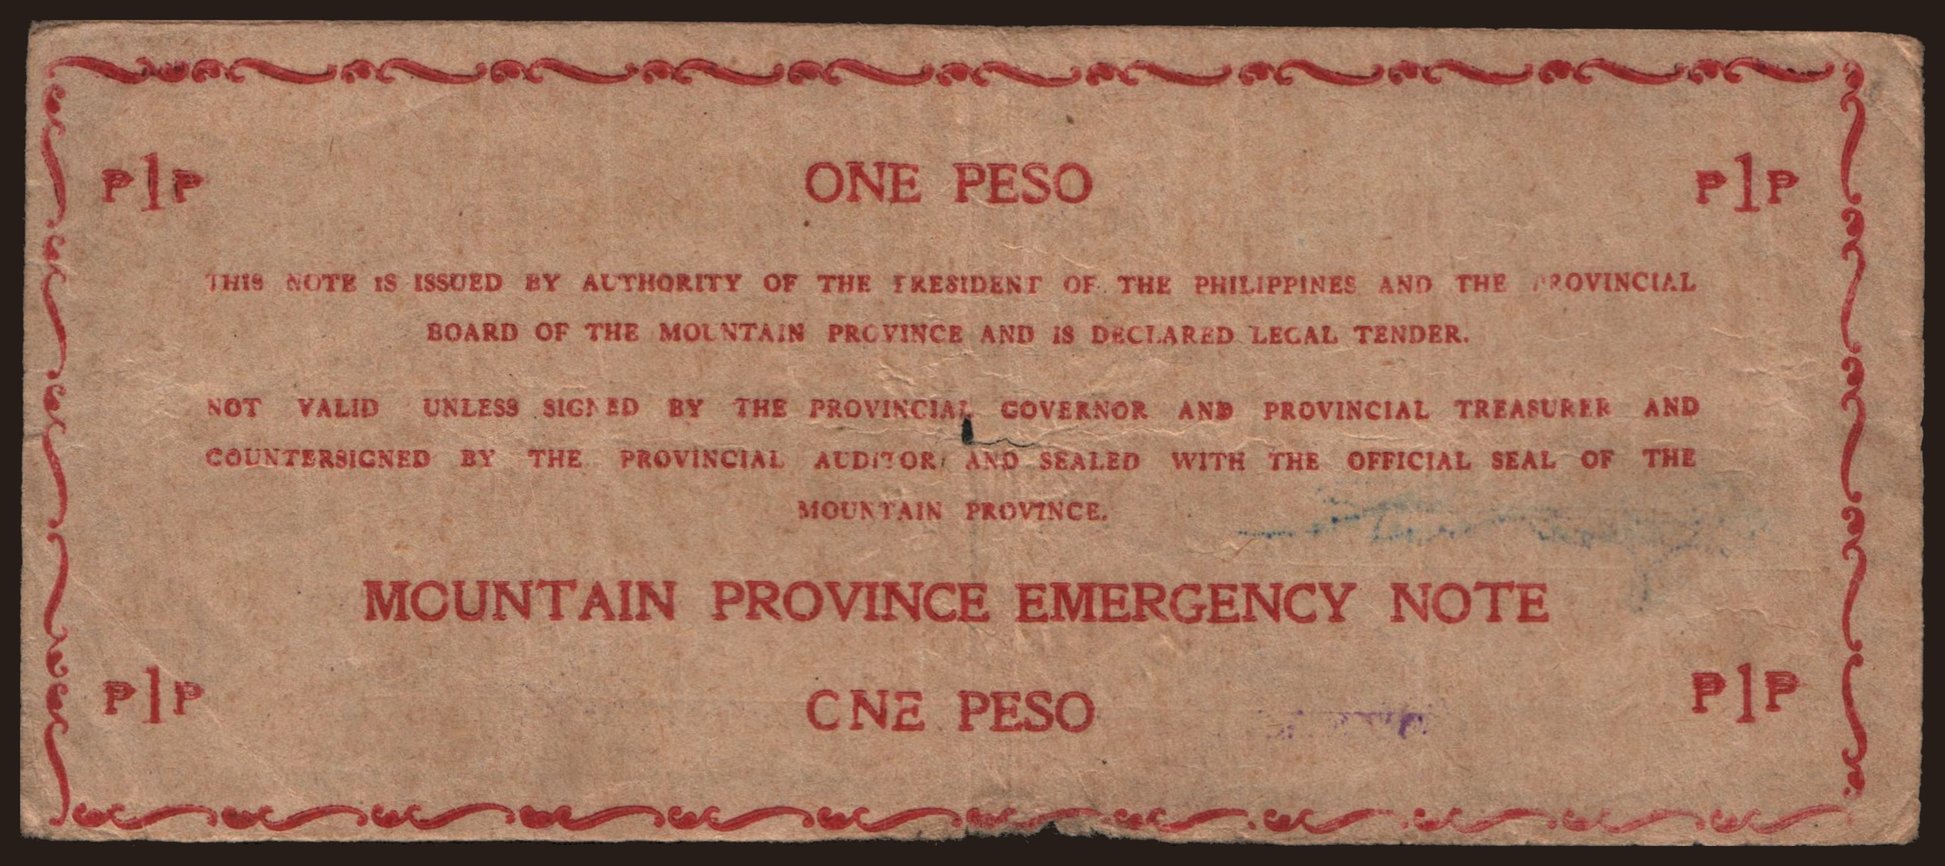 ONE PESO
₱1₱ ₱1₱
THIS NOTE IS ISSUED BY AUTHORITY OF THE PRESIDENT OF THE PHILIPPINES AND THE PROVINCIAL
BOARD OF THE MOUNTAIN PROVINCE AND IS DECLARED LEGAL TENDER.
NOT VALID UNLESS SIGNED BY THE PROVINCIAL GOVERNOR AND PROVINCIAL TREASURER AND
COUNTERSIGNED BY THE PROVINCIAL AUDITOR AND SEALED WITH THE OFFICIAL SEAL OF THE
MOUNTAIN PROVINCE.
MOUNTAIN PROVINCE EMERGENCY NOTE
₱1₱ ONE PESO ₱1₱